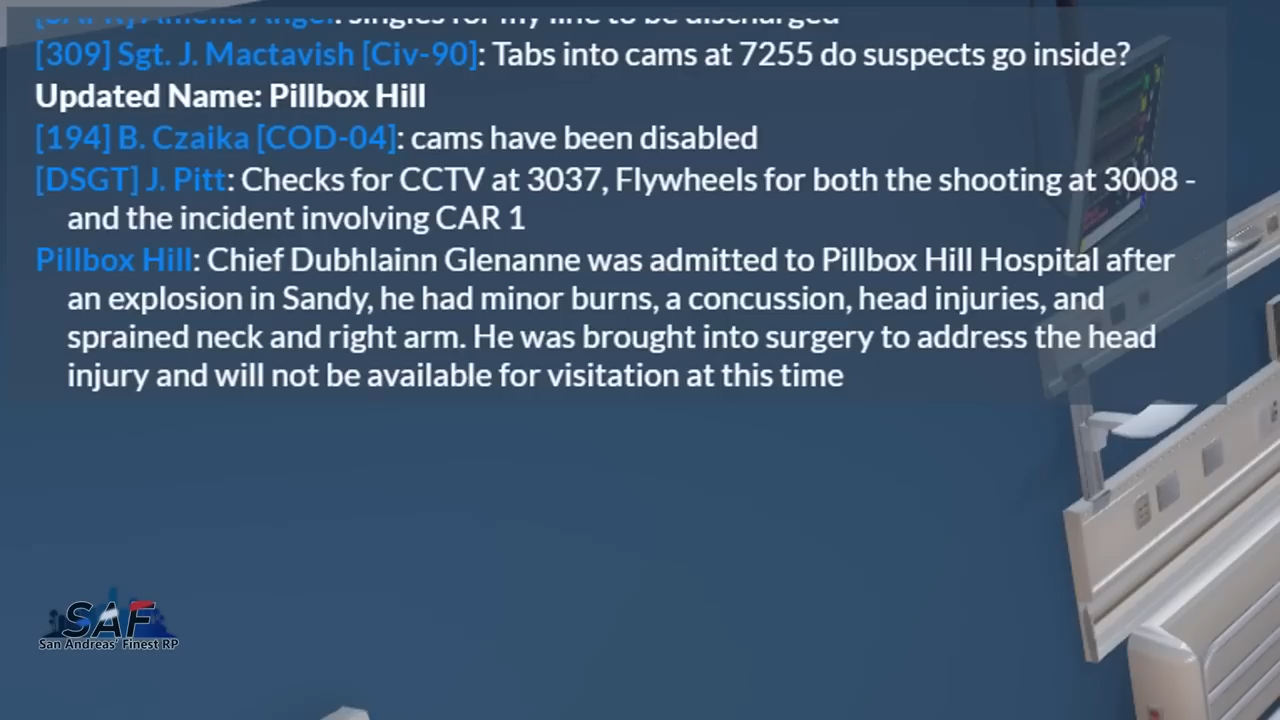 [309] Sgt. J. Mactavish [Civ-90]: Tabs into cams at 7255 do suspects go inside?
Updated Name: Pillbox Hill
[194] B. Czaika [COD-04]: cams have been disabled
[DSGT] J. Pitt: Checks for CCTV at 3037, Flywheels for both the shooting at 3008 -
and the incident involving CAR 1
Pillbox Hill: Chief Dubhlainn Glenanne was admitted to Pillbox Hill Hospital after
an explosion in Sandy, he had minor burns, a concussion, head injuries, and
sprained neck and right arm. He was brought into surgery to address the head
injury and will not be available for visitation at this time
SAF
San Andreas' Finest RP